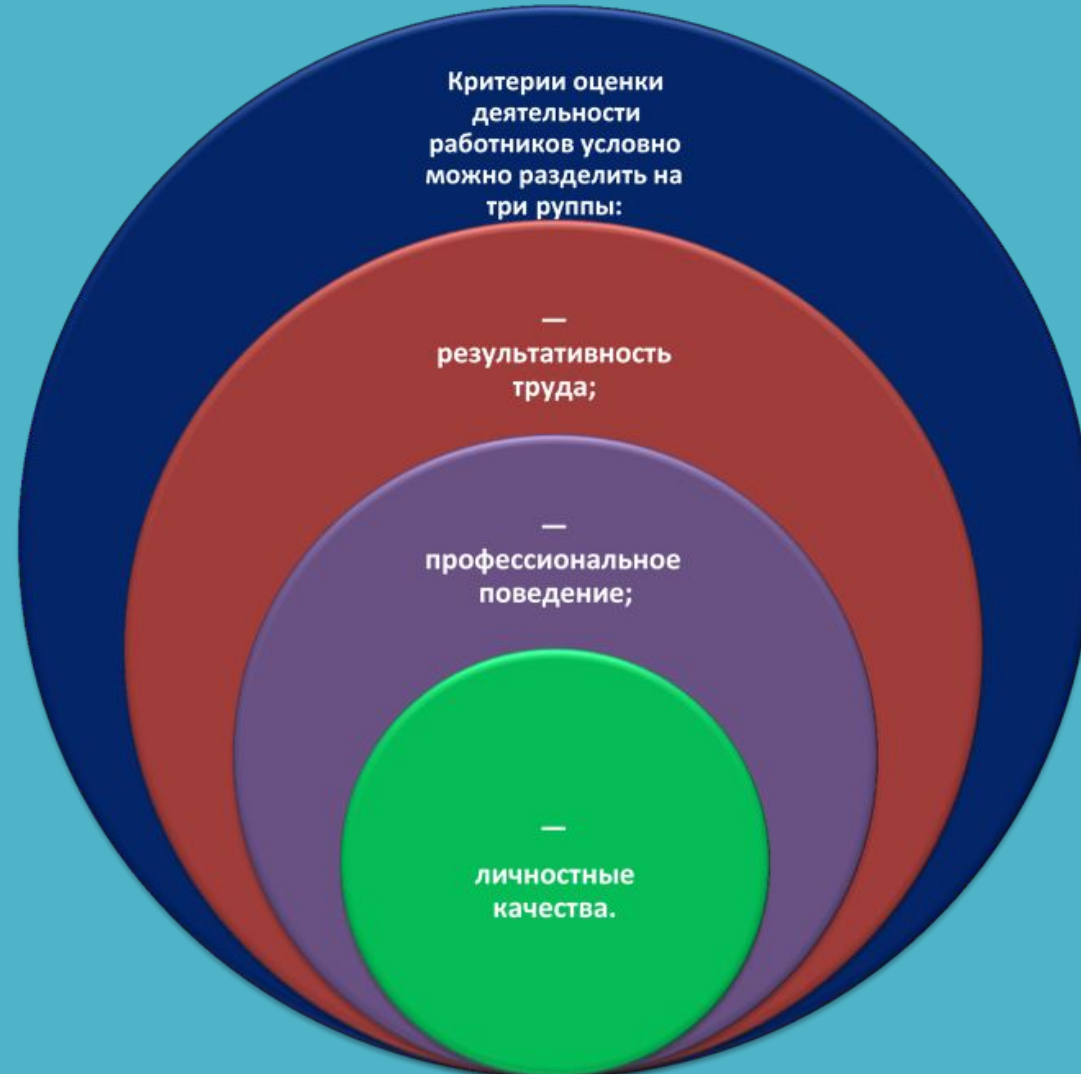 Критерии оценки
деятельности
работников условно
можно разделить на
три руппы:
—
результативность
труда;
—
профессиональное
поведение;
—
личностные
качества.